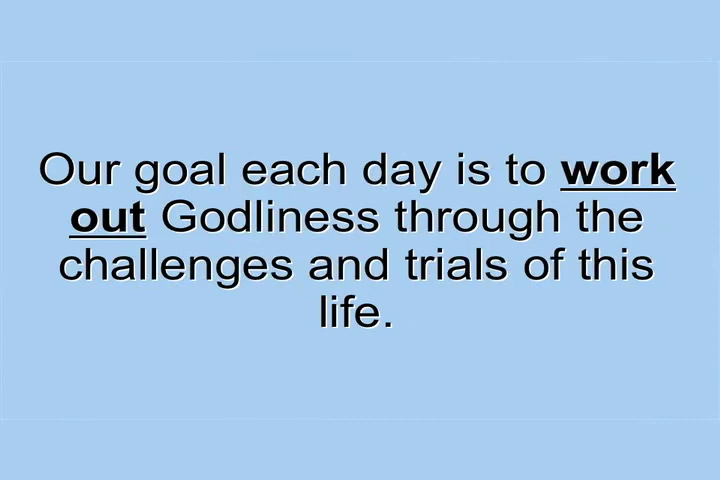 Our goal each day is to work
out Godliness through the
challenges and trials of this
life.